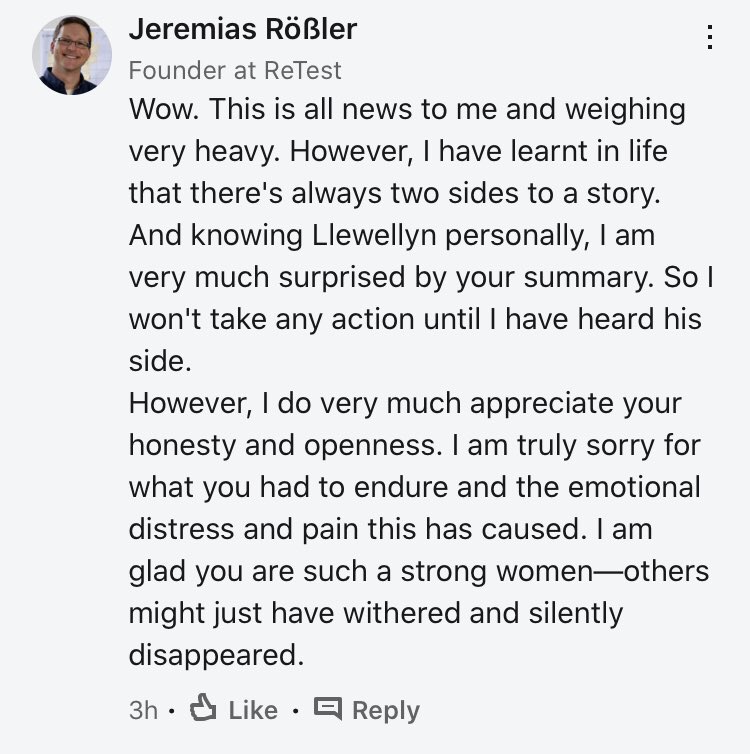 Jeremias Rößler
Founder at ReTest
Wow. This is all news to me and weighing
very heavy. However, I have learnt in life
that there's always two sides to a story.
And knowing Llewellyn personally, I am
very much surprised by your summary. So I
won't take any action until I have heard his
side.
However, I do very much appreciate your
honesty and openness. I am truly sorry for
what you had to endure and the emotional
distress and pain this has caused. I am
glad you are such a strong women—others
might just have withered and silently
disappeared.
3h • Like • Reply